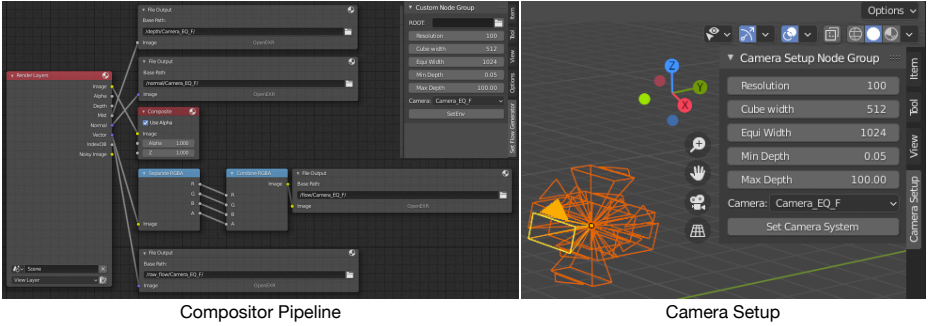 File Output
Base Path:
/depth/Camera_EQ_F/
Image
OpenEXR
File Output
Base Path:
/normal/Camera_EQ_F/
Image
OpenEXR
Render Layers
Image
Alpha
Depth
Mist
Normal
Vector
IndexOB
Noisy Image
Scene
View Layer
Composite
Use Alpha
Image
Alpha 1.000
Z 1.000
Separate RGBA
R
G
B
A
Image
Combine RGBA
Image
R
G
B
A
File Output
Base Path:
/flow/Camera_EQ_F/
Image
OpenEXR
File Output
Base Path:
/raw_flow/Camera_EQ_F/
Image
OpenEXR
Custom Node Group
ROOT:
Resolution 100
Cube width 512
Equi Width 1024
Min Depth 0.05
Max Depth 100.00
Camera: Camera_EQ_F
SetEnv
Item
Tool
View
Options
Set Flow Generator
Options
Z
Y
X
Camera Setup Node Group
Resolution 100
Cube width 512
Equi Width 1024
Min Depth 0.05
Max Depth 100.00
Camera: Camera_EQ_F
Set Camera System
Item
Tool
View
Camera Setup
Compositor Pipeline
Camera Setup